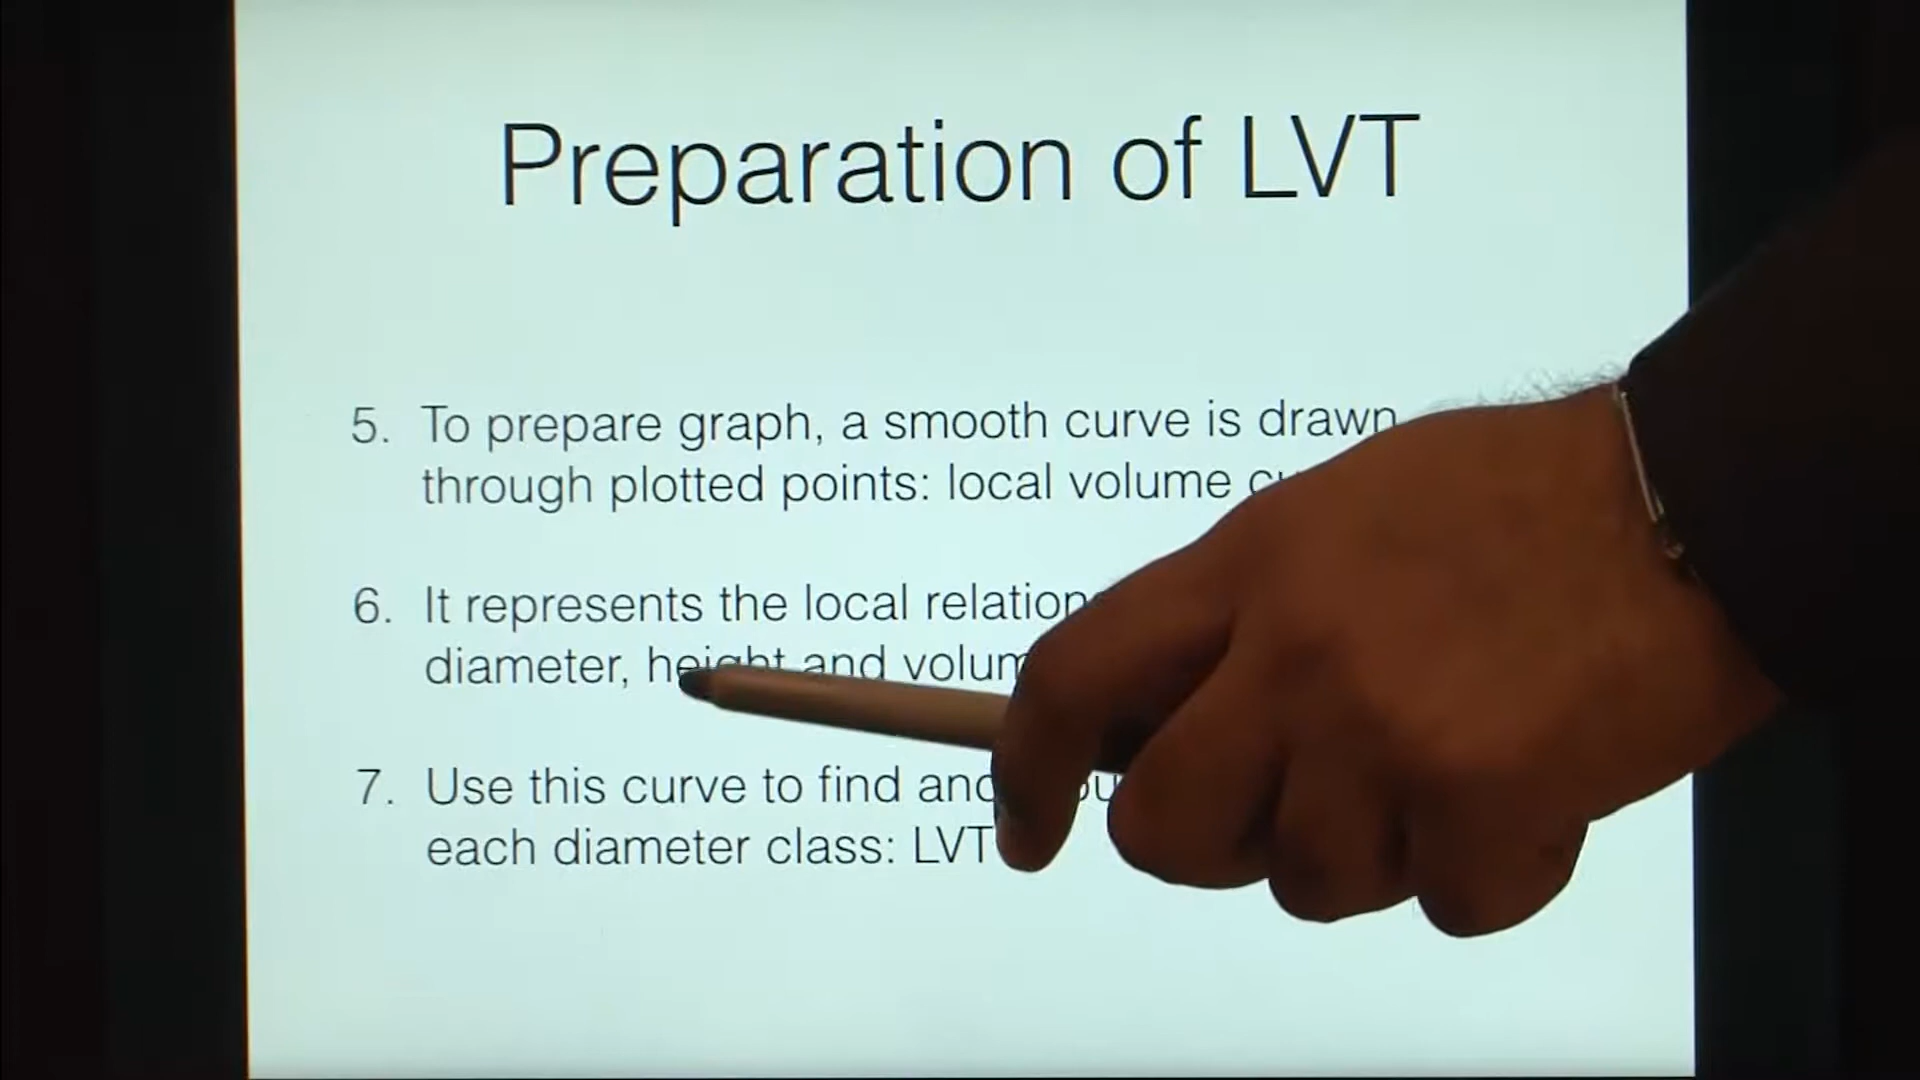 Preparation of LVT
5. To prepare graph, a smooth curve is drawn
through plotted points: local volume
6. It represents the local
diameter, height and
7. Use this curve to find and
each diameter class: LVT